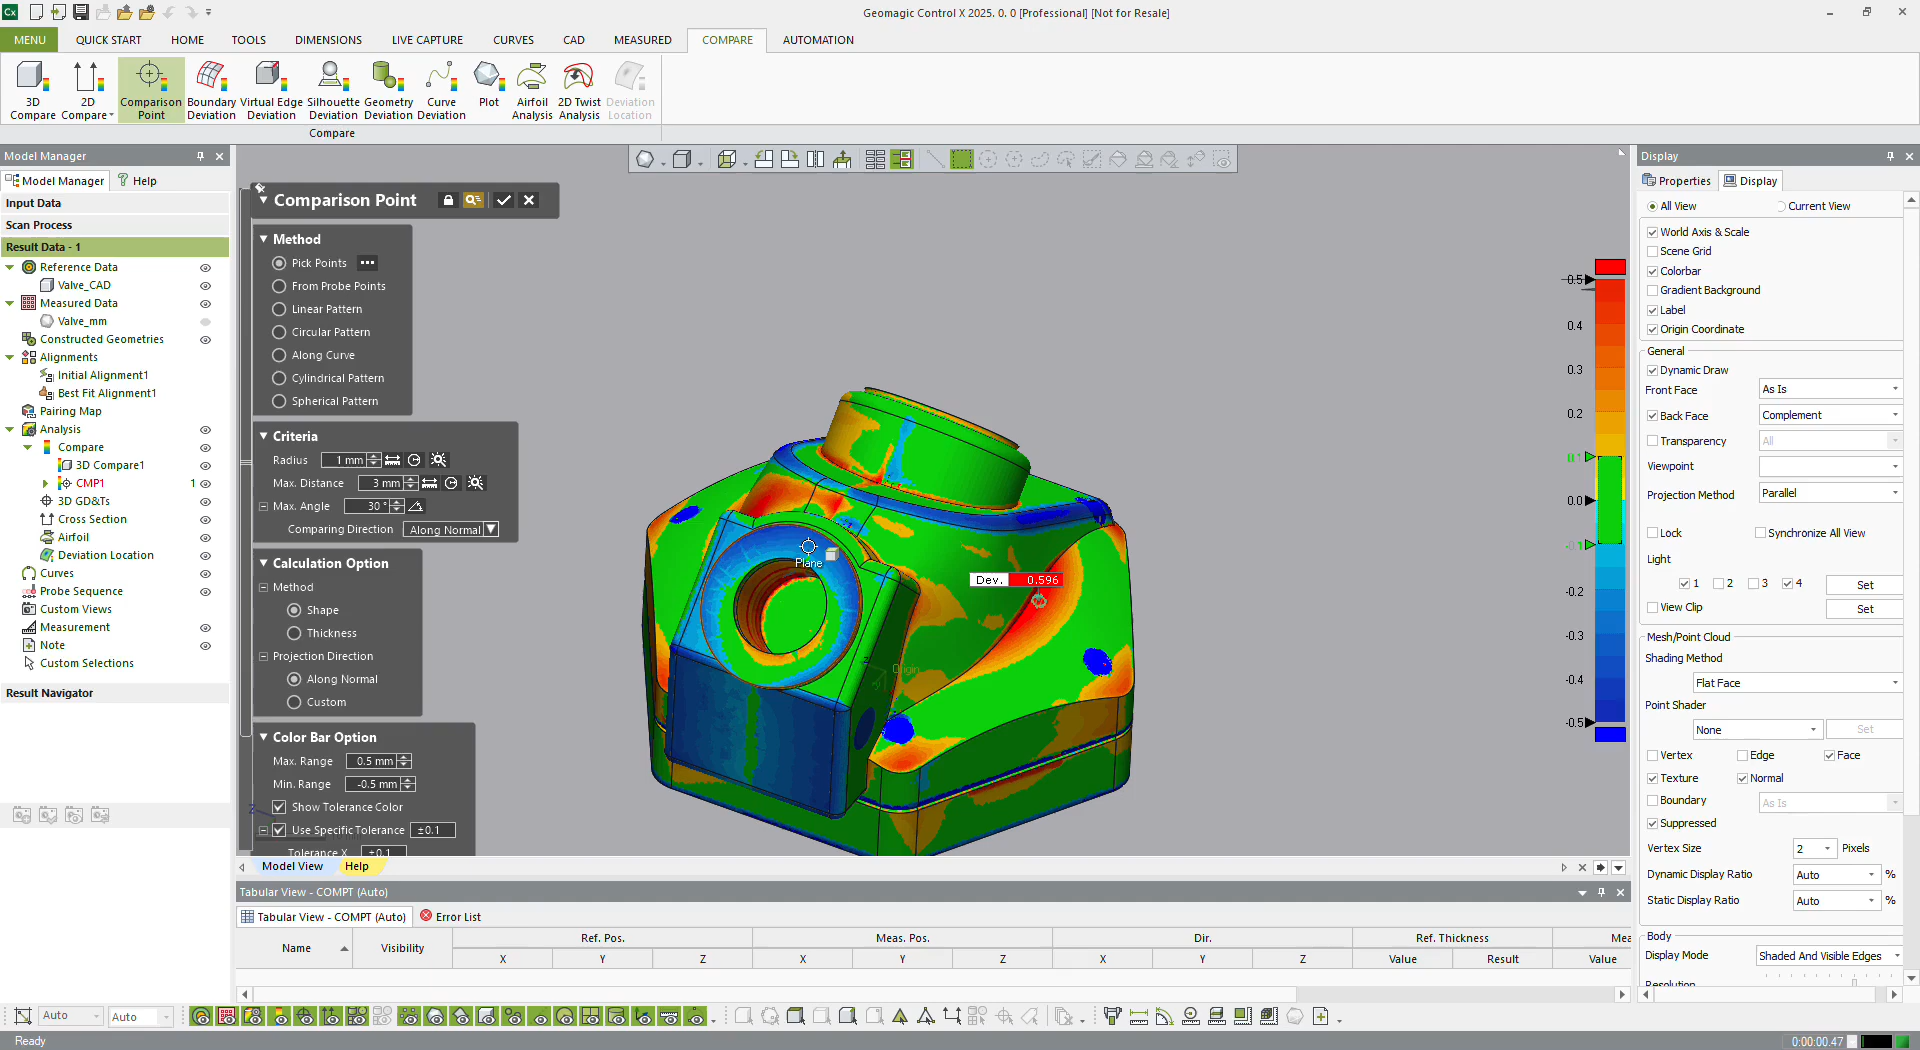 Cx
Geomagic Control X 2025. 0. 0 [Professional] [Not for Resale]
MENU QUICK START HOME TOOLS DIMENSIONS LIVE CAPTURE CURVES CAD MEASURED COMPARE AUTOMATION
3D Compare
2D Compare
Comparison Point
Boundary Deviation
Virtual Edge Deviation
Silhouette Deviation
Geometry Deviation
Curve Deviation
Plot
Airfoil Analysis
2D Twist Analysis
Deviation Location
Compare
Model Manager
Model Manager Help
Input Data
Scan Process
Result Data - 1
Reference Data
Valve_CAD
Measured Data
Valve_mm
Constructed Geometries
Alignments
Initial Alignment1
Best Fit Alignment1
Pairing Map
Analysis
Compare
3D Compare1
CMP1 1
3D GD&Ts
Cross Section
Airfoil
Deviation Location
Curves
Probe Sequence
Custom Views
Measurement
Note
Custom Selections
Result Navigator
Comparison Point
Method
Pick Points
From Probe Points
Linear Pattern
Circular Pattern
Along Curve
Cylindrical Pattern
Spherical Pattern
Criteria
Radius 1 mm
Max. Distance 3 mm
Max. Angle 30 °
Comparing Direction Along Normal
Calculation Option
Method
Shape
Thickness
Projection Direction
Along Normal
Custom
Color Bar Option
Max. Range 0.5 mm
Min. Range -0.5 mm
Show Tolerance Color
Use Specific Tolerance ±0.1
Tolerance X ±0.1
Z
Plane
Dev. 0.596
Origin
0.5
0.4
0.3
0.2
0.1
0.0
-0.1
-0.2
-0.3
-0.4
-0.5
Model View Help
Tabular View - COMPT (Auto)
Tabular View - COMPT (Auto) Error List
Name Visibility Ref. Pos. Meas. Pos. Dir. Ref. Thickness Mea
X Y Z X Y Z X Y Z Value Result Value
Display
Properties Display
All View Current View
World Axis & Scale
Scene Grid
Colorbar
Gradient Background
Label
Origin Coordinate
General
Dynamic Draw
Front Face As Is
Back Face Complement
Transparency All
Viewpoint
Projection Method Parallel
Lock Synchronize All View
Light
1 2 3 4 Set
View Clip Set
Mesh/Point Cloud
Shading Method
Flat Face
Point Shader
None Set
Vertex Edge Face
Texture Normal
Boundary As Is
Suppressed
Vertex Size 2 Pixels
Dynamic Display Ratio Auto %
Static Display Ratio Auto %
Body
Display Mode Shaded And Visible Edges
Resolution
Auto Auto
Ready 0:00:00.47